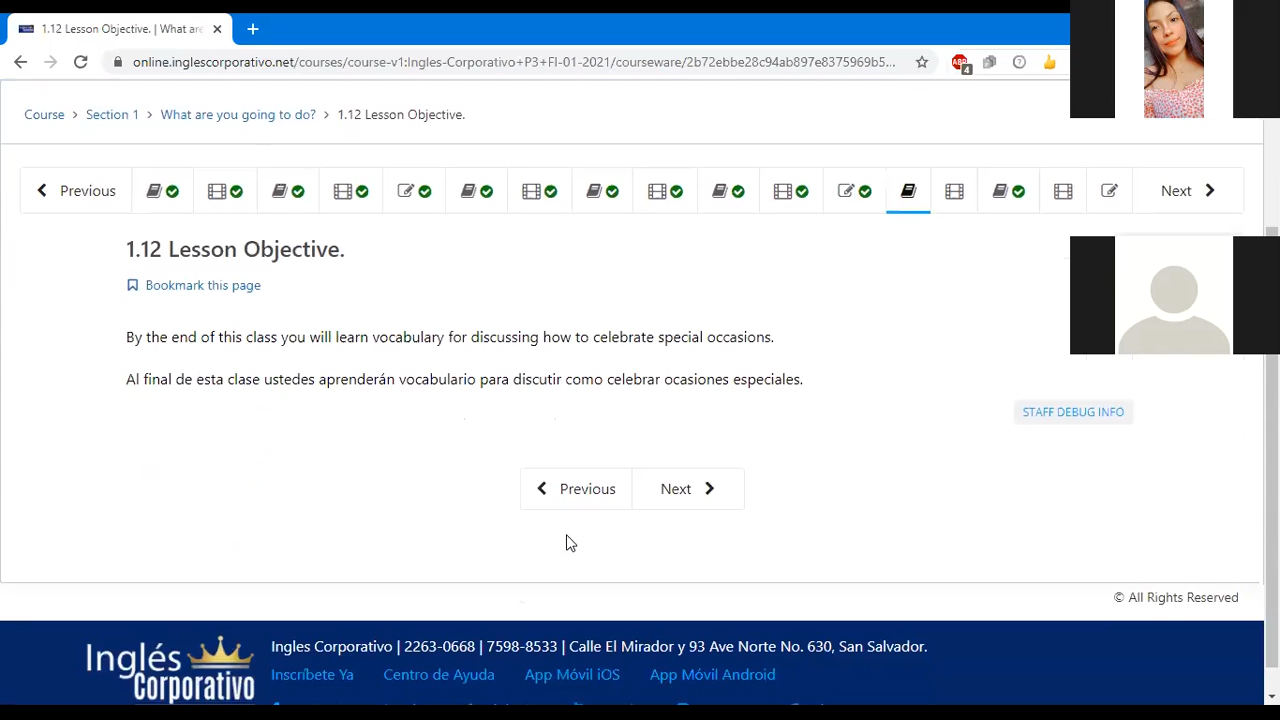 1.12 Lesson Objective. | What are
online.inglescorporativo.net/courses/course-v1:Ingles-Corporativo+P3+FI-01-2021/courseware/2b72ebbe28c94ab897e8375969b5...
ABP
4
Course > Section 1 > What are you going to do? > 1.12 Lesson Objective.
Previous
Next
1.12 Lesson Objective.
Bookmark this page
By the end of this class you will learn vocabulary for discussing how to celebrate special occasions.
Al final de esta clase ustedes aprenderán vocabulario para discutir como celebrar ocasiones especiales.
STAFF DEBUG INFO
Previous
Next
© All Rights Reserved
Inglés Corporativo
Ingles Corporativo | 2263-0668 | 7598-8533 | Calle El Mirador y 93 Ave Norte No. 630, San Salvador.
Inscríbete Ya Centro de Ayuda App Móvil iOS App Móvil Android